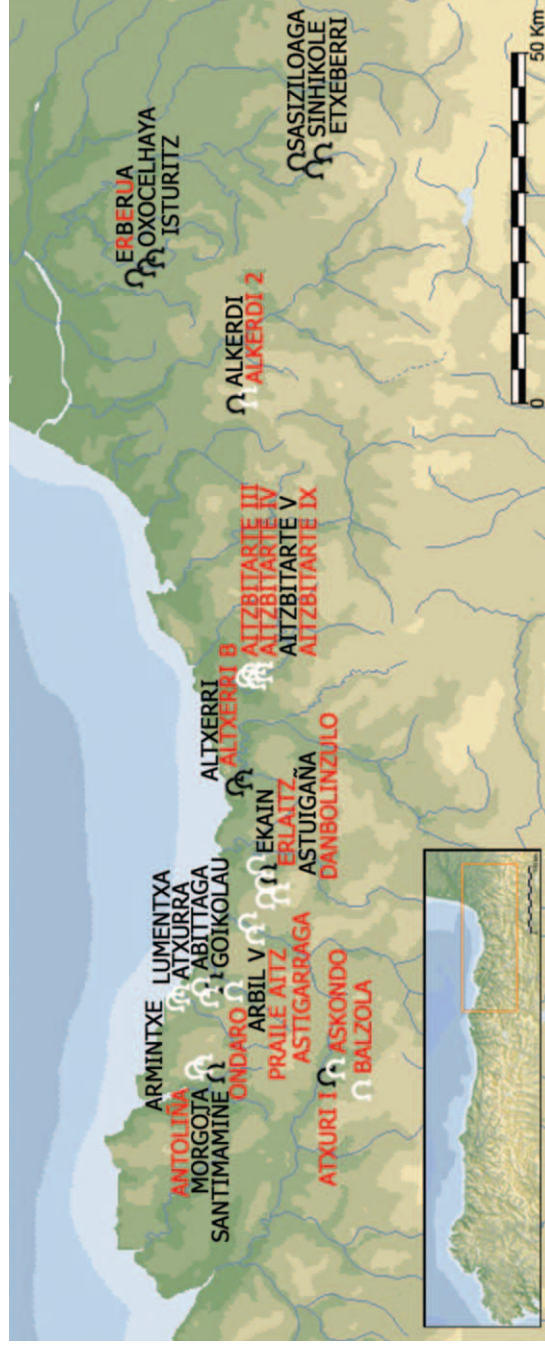 ARMINTXE
ANTOLIÑA
MORGOTA
SANTIMAMIÑE
LUMENTXA
ATXURRA
ABITTAGA
GOIKOLAU
ONDARO
ARBIL V
PRAILE AITZ
ASTIGARRAGA
ATXURI I
ASKONDO
BALZOLA
ALTXERRI
ALTXERRI B
EKAIN
ERLAITZ
ASTUIGAÑA
DANBOLINZULO
AITZBITARTE III
AITZBITARTE IV
AITZBITARTE V
AITZBITARTE IX
ALKERDI
ALKERDI 2
ERBERUA
OXOCELHAYA
ISTURITZ
SASIZILOAGA
SINHIKOLE
ETXEBERRI
0 50 Km